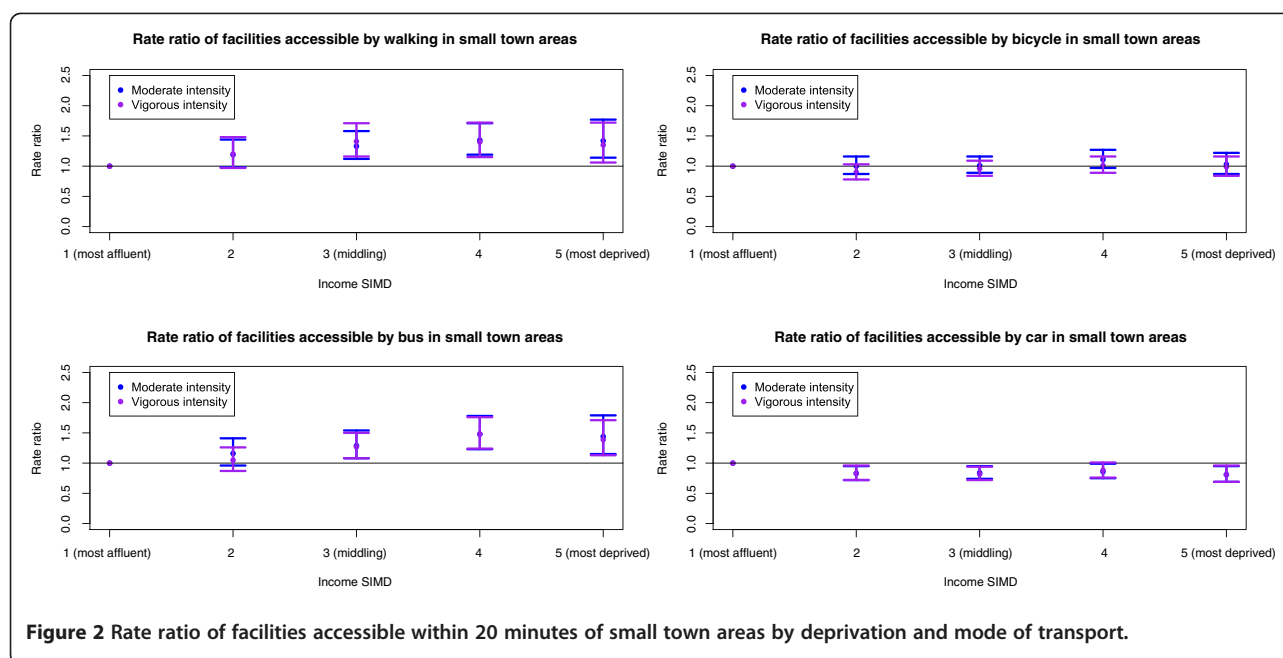 Rate ratio of facilities accessible by walking in small town areas
Rate ratio
2.5
2.0
1.5
1.0
0.5
0.0
Moderate intensity
Vigorous intensity
1 (most affluent) 2 3 (middling) 4 5 (most deprived)
Income SIMD
Rate ratio of facilities accessible by bicycle in small town areas
Rate ratio
2.5
2.0
1.5
1.0
0.5
0.0
Moderate intensity
Vigorous intensity
1 (most affluent) 2 3 (middling) 4 5 (most deprived)
Income SIMD
Rate ratio of facilities accessible by bus in small town areas
Rate ratio
2.5
2.0
1.5
1.0
0.5
0.0
Moderate intensity
Vigorous intensity
1 (most affluent) 2 3 (middling) 4 5 (most deprived)
Income SIMD
Rate ratio of facilities accessible by car in small town areas
Rate ratio
2.5
2.0
1.5
1.0
0.5
0.0
Moderate intensity
Vigorous intensity
1 (most affluent) 2 3 (middling) 4 5 (most deprived)
Income SIMD
Figure 2 Rate ratio of facilities accessible within 20 minutes of small town areas by deprivation and mode of transport.